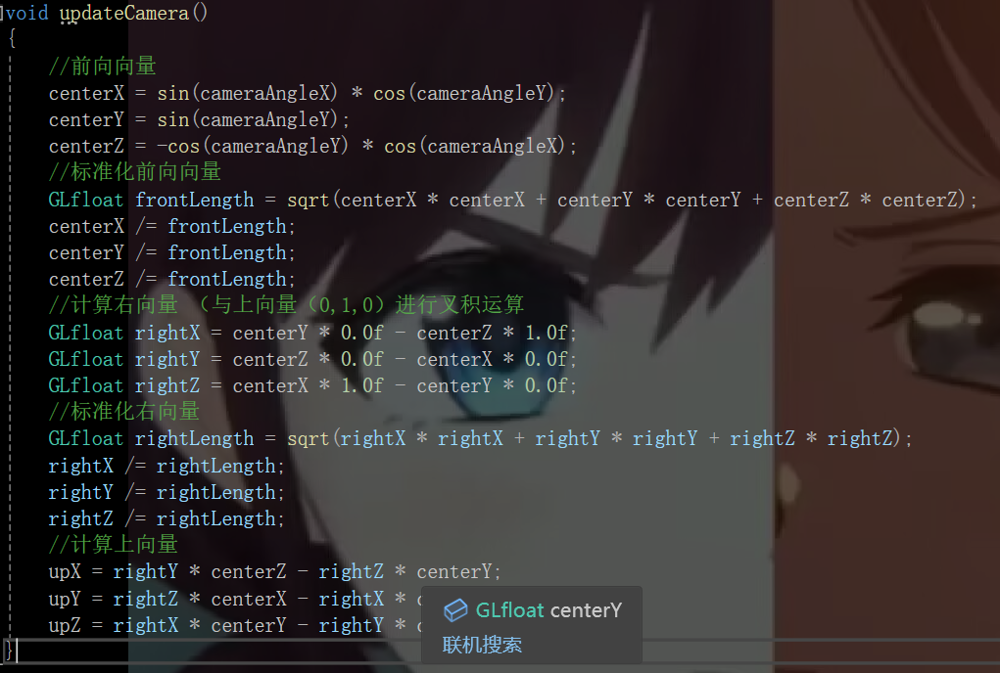 void updateCamera()
{
//前向向量
centerX = sin(cameraAngleX) * cos(cameraAngleY);
centerY = sin(cameraAngleY);
centerZ = -cos(cameraAngleY) * cos(cameraAngleX);
//标准化前向向量
GLfloat frontLength = sqrt(centerX * centerX + centerY * centerY + centerZ * centerZ);
centerX /= frontLength;
centerY /= frontLength;
centerZ /= frontLength;
//计算右向量 （与上向量（0,1,0）进行叉积运算
GLfloat rightX = centerY * 0.0f - centerZ * 1.0f;
GLfloat rightY = centerZ * 0.0f - centerX * 0.0f;
GLfloat rightZ = centerX * 1.0f - centerY * 0.0f;
//标准化右向量
GLfloat rightLength = sqrt(rightX * rightX + rightY * rightY + rightZ * rightZ);
rightX /= rightLength;
rightY /= rightLength;
rightZ /= rightLength;
//计算上向量
upX = rightY * centerZ - rightZ * centerY;
upY = rightZ * centerX - rightX * c
upZ = rightX * centerY - rightY * c
}
GLfloat centerY
联机搜索